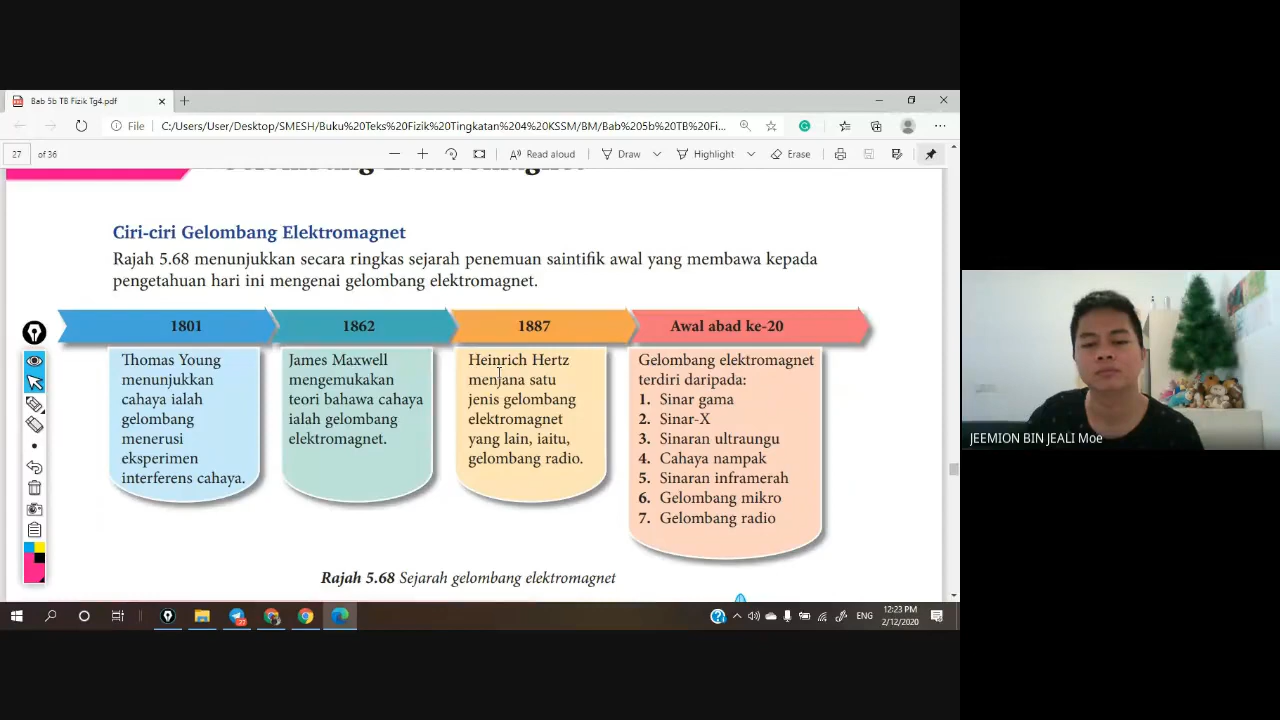 Bab 5b TB Fizik Tg4.pdf
File
C:/Users/User/Desktop/SMESH/Buku%20Teks%20Fizik%20Tingkatan%204%20KSSM/BM/Bab%205b%20TB%20Fi...
27 of 36
Read aloud
Draw
Highlight
Erase
Gelombang Elektromagnet
Ciri-ciri Gelombang Elektromagnet
Rajah 5.68 menunjukkan secara ringkas sejarah penemuan saintifik awal yang membawa kepada
pengetahuan hari ini mengenai gelombang elektromagnet.
1801
Thomas Young
menunjukkan
cahaya ialah
gelombang
menerusi
eksperimen
interferens cahaya.
1862
James Maxwell
mengemukakan
teori bahawa cahaya
ialah gelombang
elektromagnet.
1887
Heinrich Hertz
menjana satu
jenis gelombang
elektromagnet
yang lain, iaitu,
gelombang radio.
Awal abad ke-20
Gelombang elektromagnet
terdiri daripada:
1. Sinar gama
2. Sinar-X
3. Sinaran ultraungu
4. Cahaya nampak
5. Sinaran inframerah
6. Gelombang mikro
7. Gelombang radio
Rajah 5.68 Sejarah gelombang elektromagnet
ENG
12:23 PM
2/12/2020
JEEMION BIN JEALI Moe